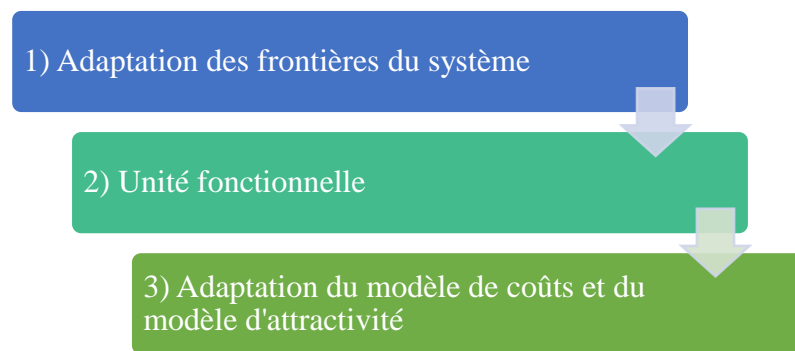 1) Adaptation des frontières du système
2) Unité fonctionnelle
3) Adaptation du modèle de coûts et du
modèle d'attractivité